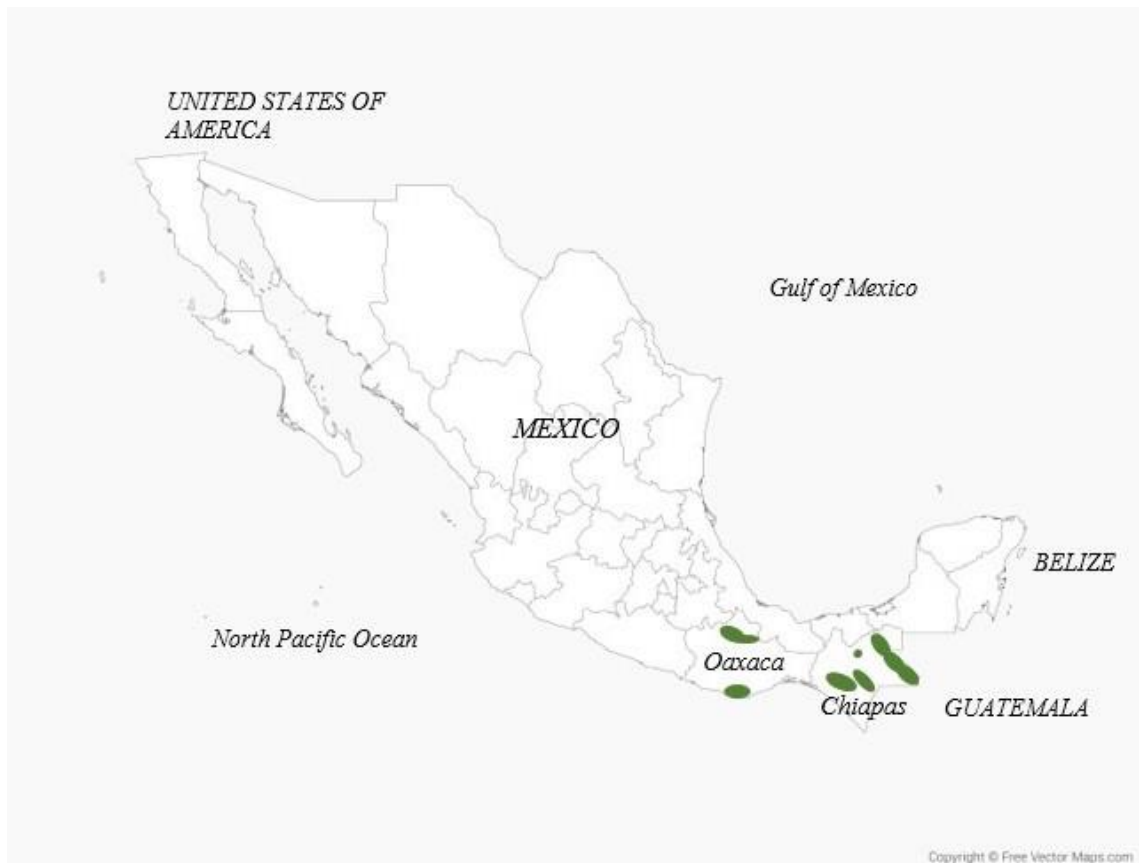 UNITED STATES OF
AMERICA
Gulf of Mexico
MEXICO
BELIZE
North Pacific Ocean
Oaxaca
Chiapas
GUATEMALA
Copyright © Free Vector Maps.com